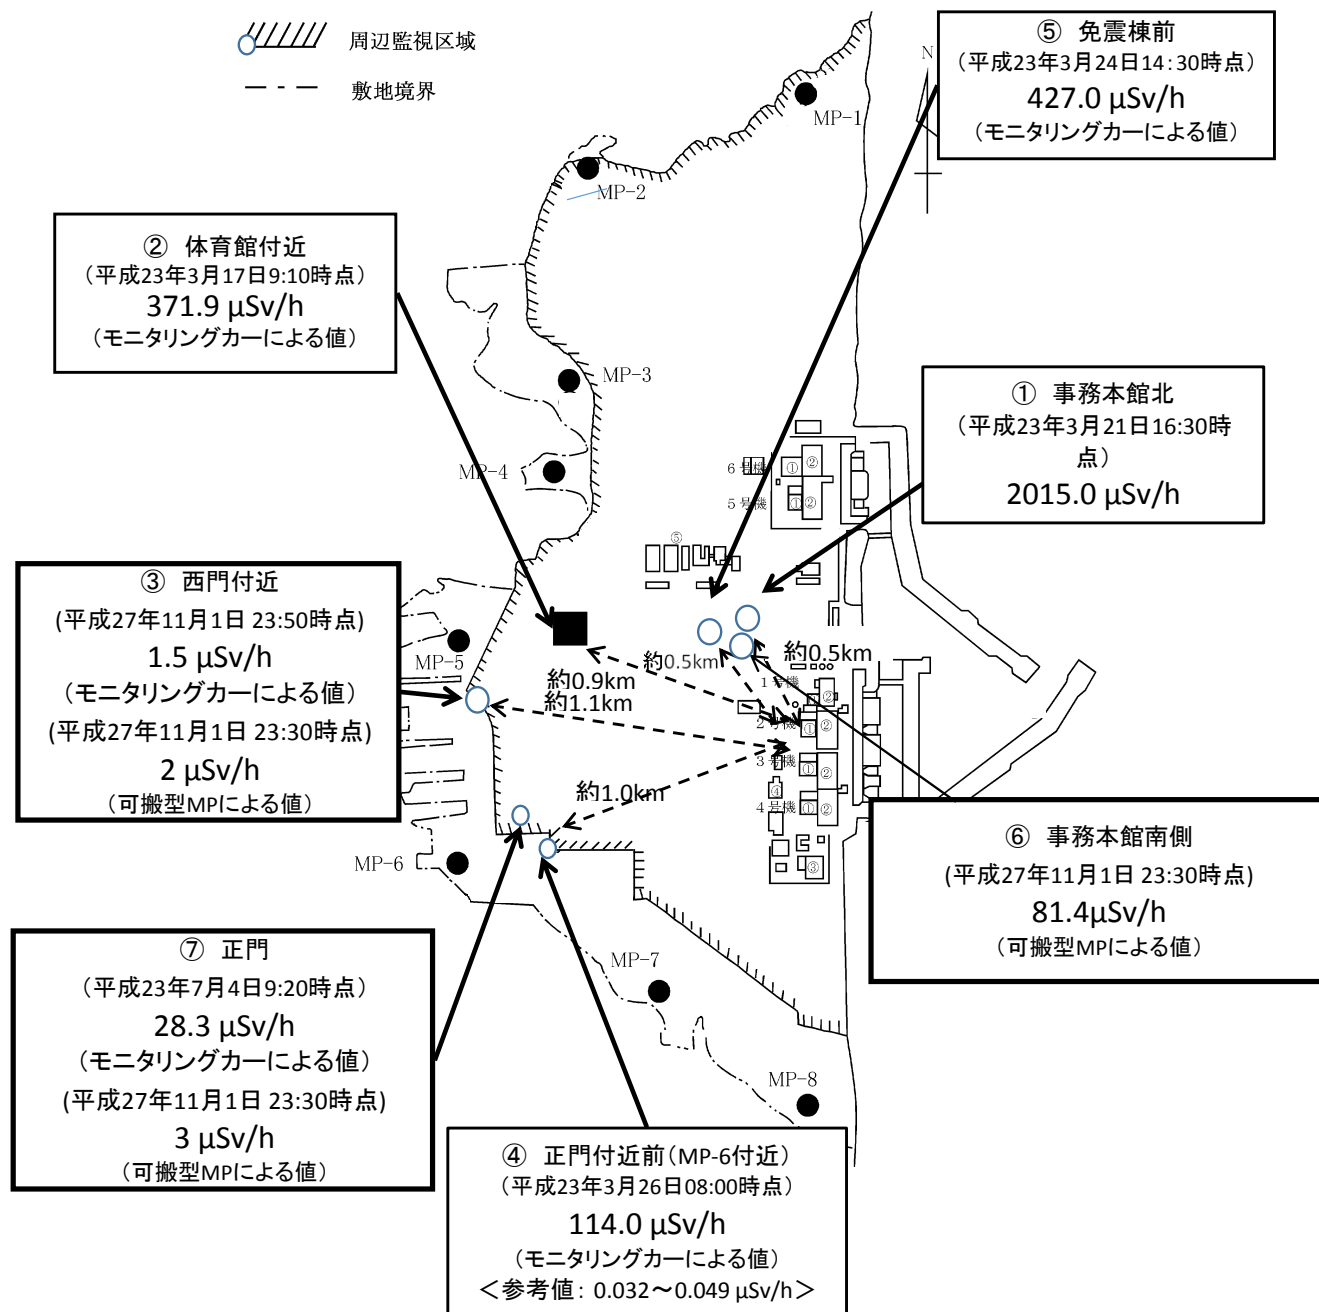 周辺監視区域
敷地境界
⑤ 免震棟前
（平成23年3月24日14：30時点）
427.0 μSv/h
（モニタリングカーによる値）
N
MP-1
MP-2
② 体育館付近
（平成23年3月17日9:10時点）
371.9 μSv/h
（モニタリングカーによる値）
MP-3
① 事務本館北
（平成23年3月21日16:30時
点）
2015.0 μSv/h
MP-4
6号機
①
②
5号機
①
②
⑤
③ 西門付近
(平成27年11月1日 23:50時点)
1.5 μSv/h
（モニタリングカーによる値）
(平成27年11月1日 23:30時点)
2 μSv/h
（可搬型MPによる値）
MP-5
約0.9km
約1.1km
約0.5km
約0.5km
約1.0km
1号機
②
2号機
①
②
3号機
①
②
④
4号機
①
②
③
⑥ 事務本館南側
(平成27年11月1日 23:30時点)
81.4μSv/h
（可搬型MPによる値）
MP-6
⑦ 正門
（平成23年7月4日9:20時点）
28.3 μSv/h
（モニタリングカーによる値）
(平成27年11月1日 23:30時点)
3 μSv/h
（可搬型MPによる値）
MP-7
MP-8
④ 正門付近前（MP-6付近）
（平成23年3月26日08:00時点）
114.0 μSv/h
（モニタリングカーによる値）
＜参考値：0.032～0.049 μSv/h＞